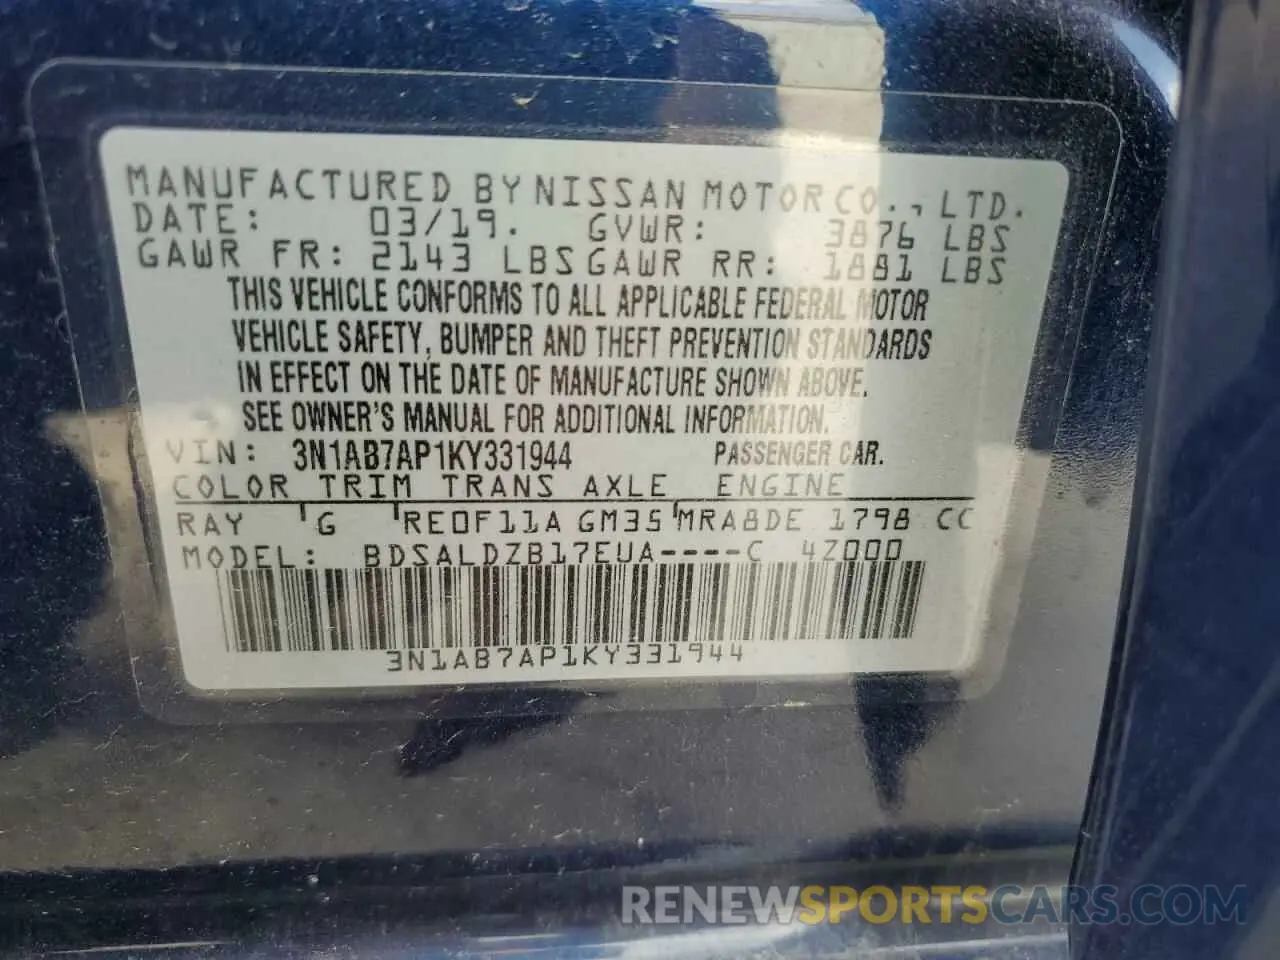 MANUFACTURED BY NISSAN MOTOR CO., LTD.
DATE: 03/19. GVWR: 3876 LBS
GAWR FR: 2143 LBS GAWR RR: 1881 LBS
THIS VEHICLE CONFORMS TO ALL APPLICABLE FEDERAL MOTOR
VEHICLE SAFETY, BUMPER AND THEFT PREVENTION STANDARDS
IN EFFECT ON THE DATE OF MANUFACTURE SHOWN ABOVE.
SEE OWNER'S MANUAL FOR ADDITIONAL INFORMATION.
VIN: 3N1AB7AP1KY331944 PASSENGER CAR.
COLOR TRIM TRANS AXLE ENGINE
RAY G RE0F11A GM35 MRA8DE 1798 CC
MODEL: BDSALDZB17EUA----C 4Z000
3N1AB7AP1KY331944
RENEWSPORTSCARS.COM